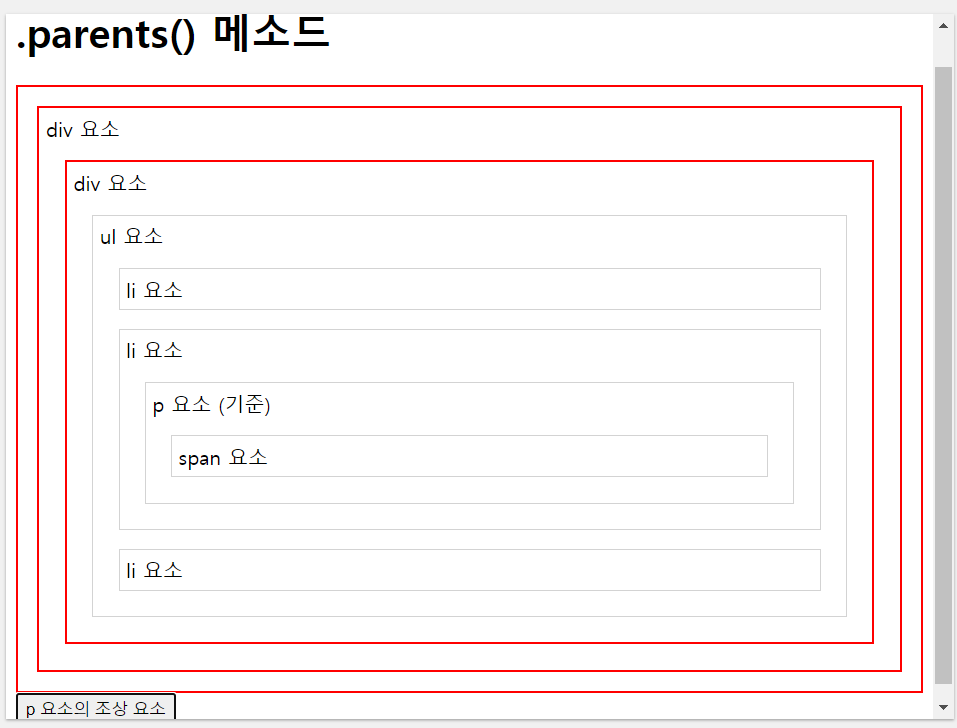 .parents() 메소드
div 요소
div 요소
ul 요소
li 요소
li 요소
p 요소 (기준)
span 요소
li 요소
p 요소의 조상 요소